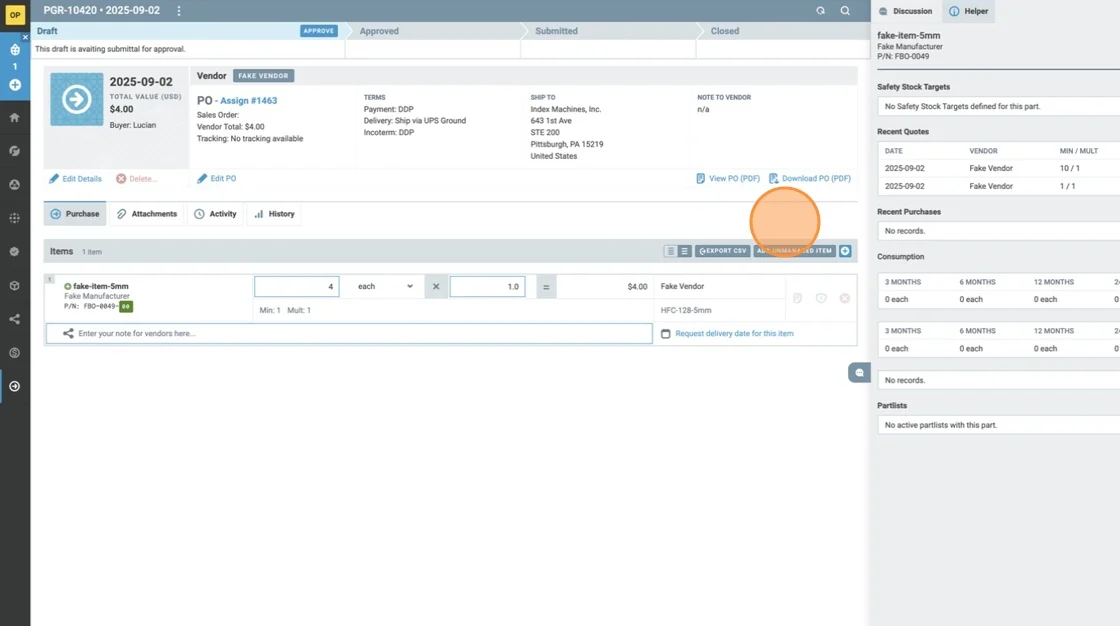 OP
PGR-10420 • 2025-09-02
Draft
APPROVE
Approved
Submitted
Closed
This draft is avaiting submittal for approval.
1
2025-09-02
TOTAL VALUE (USD)
$4.00
Buyer: Lucian
Vendor
FAKE VENDOR
PO - Assign #1463
Sales Order:
Vendor Total: $4.00
Tracking: No tracking available
TERMS
Payment: DDP
Delivery: Ship via UPS Ground
Incoterm: DDP
SHIP TO
Index Machines, Inc.
643 1st Ave
STE 200
Pittsburgh, PA 15219
United States
NOTE TO VENDOR
n/a
Edit Details
Delete...
Edit PO
View PO (PDF)
Download PO (PDF)
Purchase
Attachments
Activity
History
Items
1 item
EXPORT CSV
ADD UNMANAGED ITEM
1
fake-item-5mm
Fake Manufacturer
P/N: FBO-0049-00
4
each
1.0
=
$4.00
Min: 1 Mult: 1
Fake Vendor
HFC-128-5mm
Enter your note for vendors here...
Request delivery date for this item
Discussion
Helper
fake-item-5mm
Fake Manufacturer
P/N: FBO-0049
Safety Stock Targets
No Safety Stock Targets defined for this part.
Recent Quotes
DATE VENDOR MIN / MULT
2025-09-02 Fake Vendor 10 / 1
2025-09-02 Fake Vendor 1 / 1
Recent Purchases
No records.
Consumption
3 MONTHS 6 MONTHS 12 MONTHS
0 each 0 each 0 each
3 MONTHS 6 MONTHS 12 MONTHS
0 each 0 each 0 each
No records.
Partlists
No active partlists with this part.